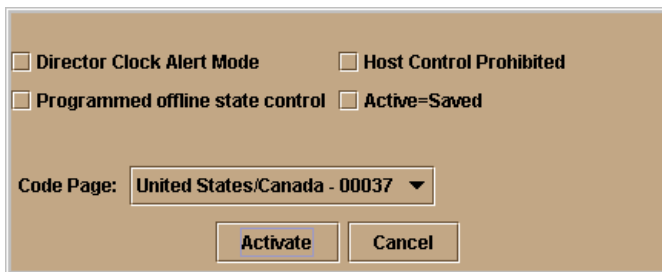 Director Clock Alert Mode Host Control Prohibited
Programmed offline state control Active=Saved
Code Page: United States/Canada - 00037
Activate Cancel